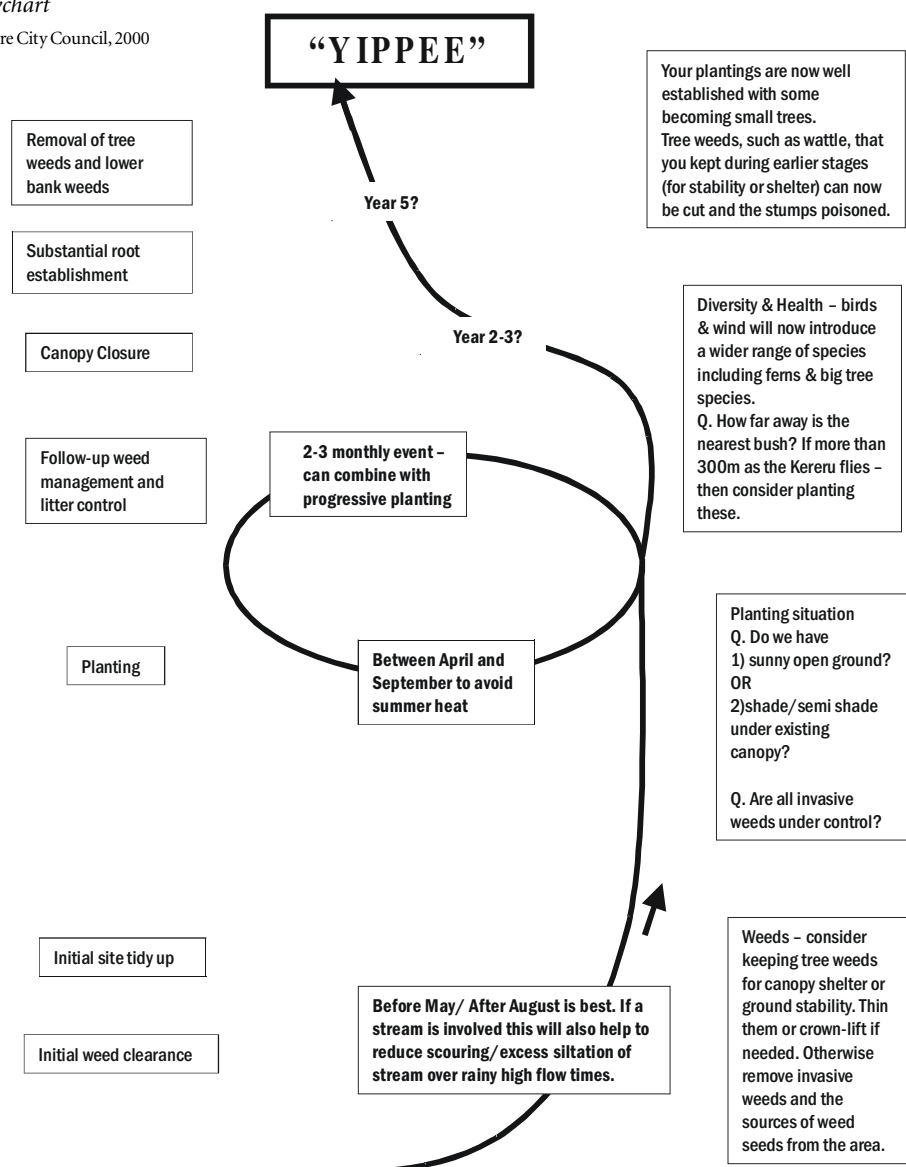 re City Council, 2000
“YIPPEE”
Your plantings are now well
established with some
becoming small trees.
Tree weeds, such as wattle, that
you kept during earlier stages
(for stability or shelter) can now
be cut and the stumps poisoned.
Removal of tree
weeds and lower
bank weeds
Year 5?
Substantial root
establishment
Diversity & Health – birds
& wind will now introduce
a wider range of species
including ferns & big tree
species.
Q. How far away is the
nearest bush? If more than
300m as the Kereru flies –
then consider planting
these.
Year 2-3?
Canopy Closure
Follow-up weed
management and
litter control
2-3 monthly event –
can combine with
progressive planting
Planting situation
Q. Do we have
1) sunny open ground?
OR
2)shade/semi shade
under existing
canopy?
Q. Are all invasive
weeds under control?
Planting
Between April and
September to avoid
summer heat
Initial site tidy up
Weeds – consider
keeping tree weeds
for canopy shelter or
ground stability. Thin
them or crown-lift if
needed. Otherwise
remove invasive
weeds and the
sources of weed
seeds from the area.
Before May/ After August is best. If a
stream is involved this will also help to
reduce scouring/excess siltation of
stream over rainy high flow times.
Initial weed clearance